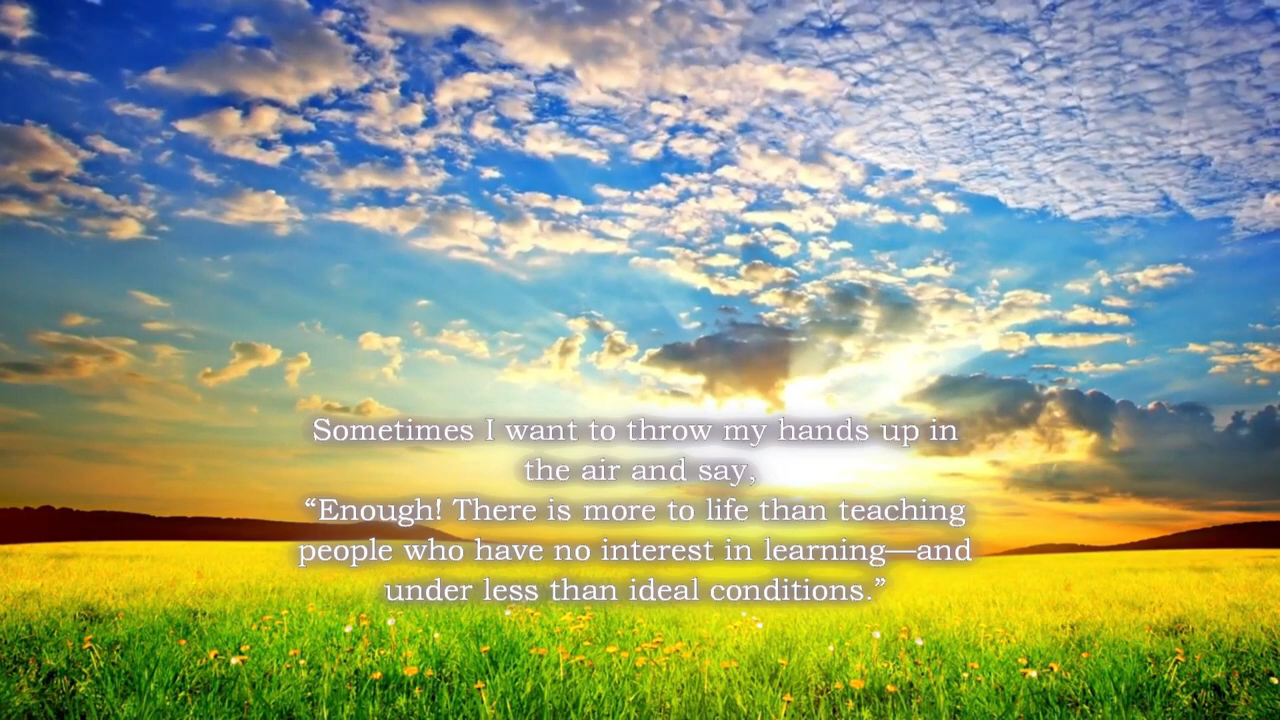 Sometimes I want to throw my hands up in
the air and say,
“Enough! There is more to life than teaching
people who have no interest in learning—and
under less than ideal conditions.”